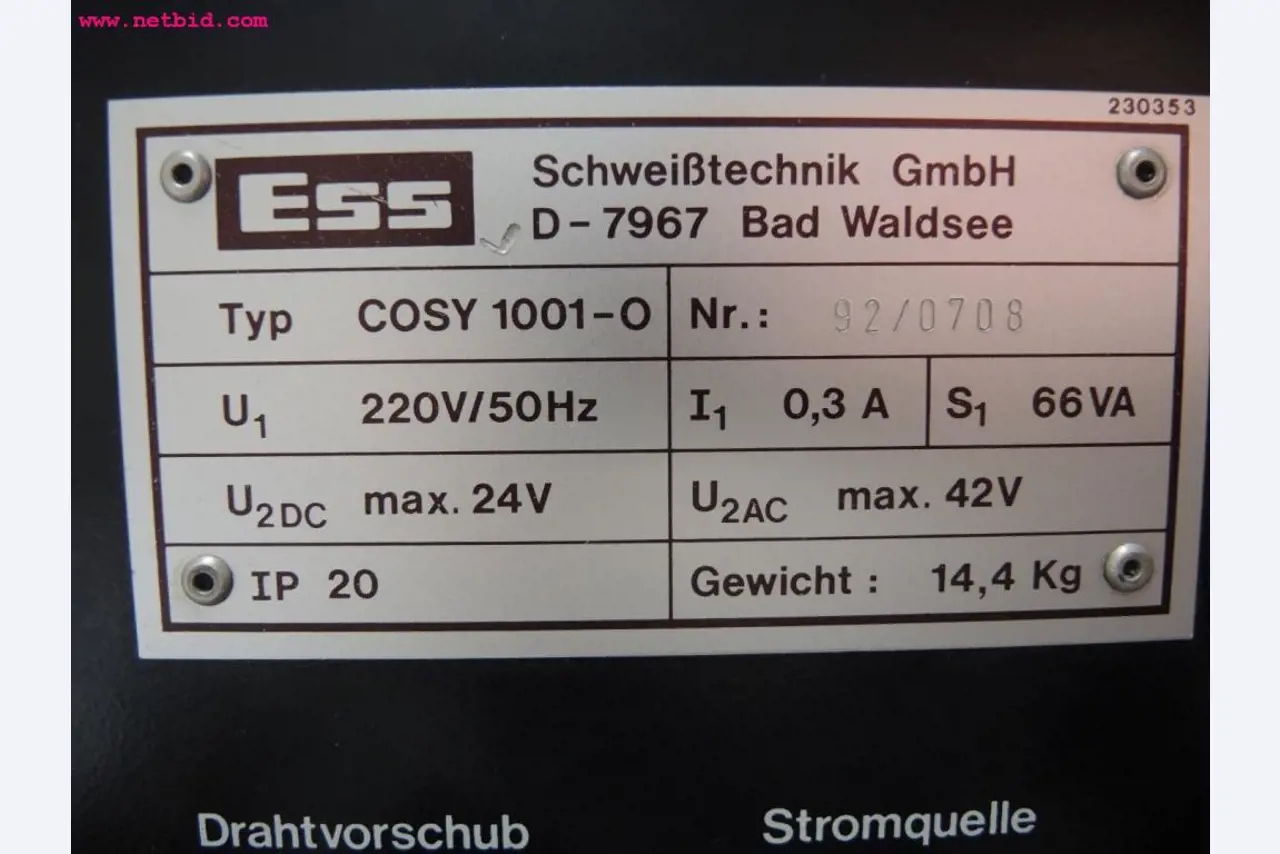 www.netbid.com
230353
Ess
Schweißtechnik GmbH
D-7967 Bad Waldsee
Typ COSY 1001-O Nr.: 92/0708
U1 220V/50Hz I1 0,3 A S1 66VA
U2DC max. 24V U2AC max. 42V
IP 20 Gewicht : 14,4 Kg
Drahtvorschub Stromquelle